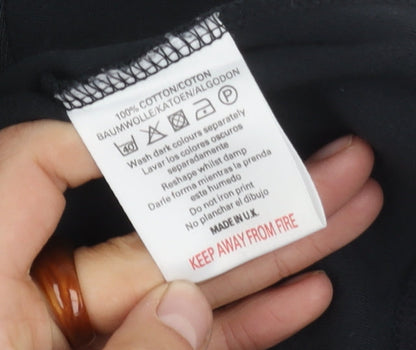 100% COTTON/COTON
BAUMWOLLE/KATOEN/ALGODON
40 P
Wash dark colours separately
Lavar los colores oscuros
separadamente
Reshape whilst damp
Darle forma mientras la prenda
este humedo
Do not iron print
No planchar el dibujo
MADE IN U.K.
KEEP AWAY FROM FIRE